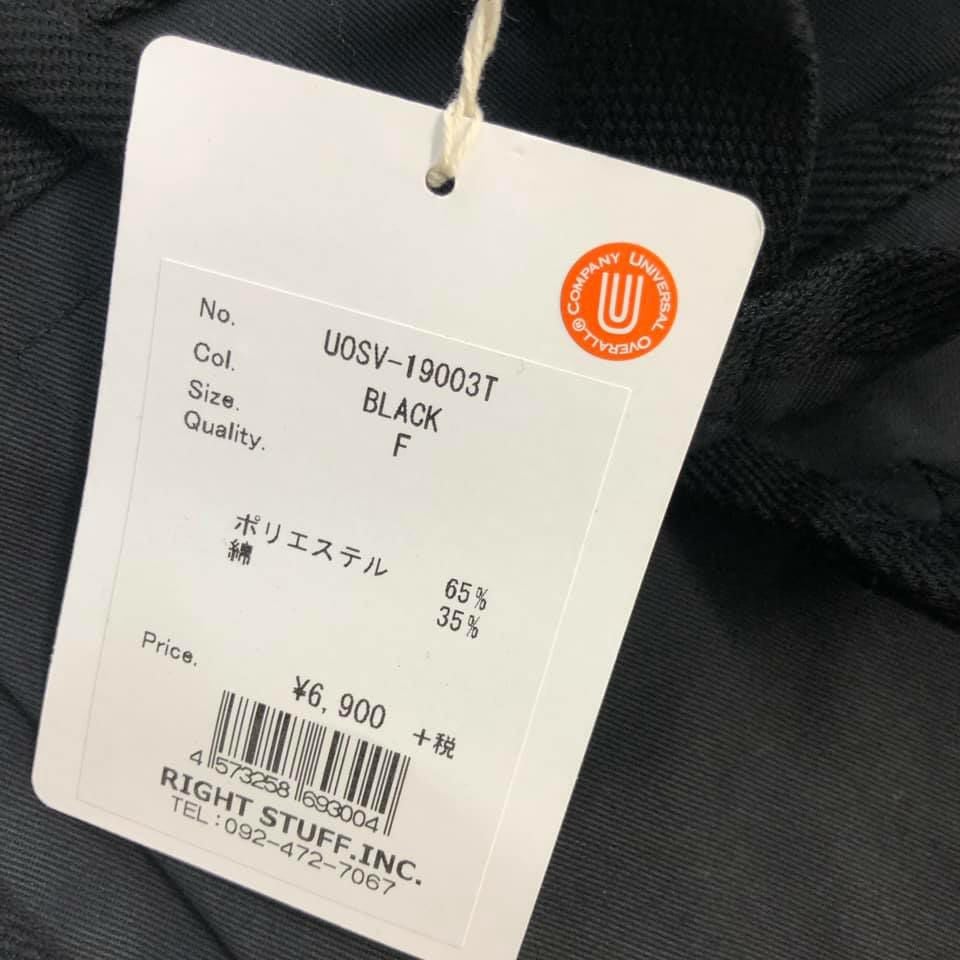 COMPANY UNIVERSAL OVERALL®
U
No. UOSV-19003T
Col. BLACK
Size. F
Quality.
ポリエステル 65%
綿 35%
Price.
¥6,900 +税
4 573258 693004
RIGHT STUFF.INC.
TEL:092-472-7067